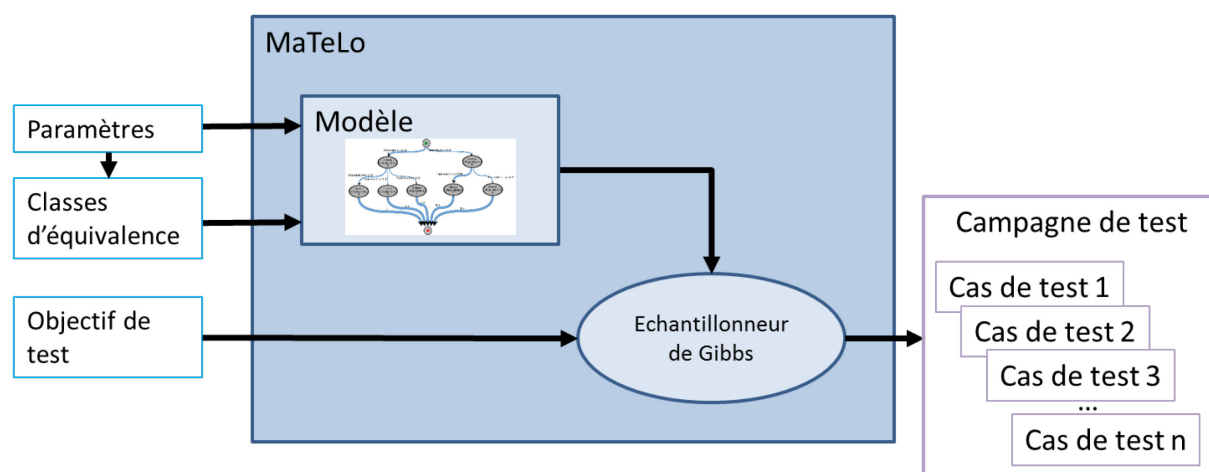 MaTeLo
Paramètres
Modèle
Classes
d’équivalence
Objectif de
test
Echantillonneur
de Gibbs
Campagne de test
Cas de test 1
Cas de test 2
Cas de test 3
...
Cas de test n